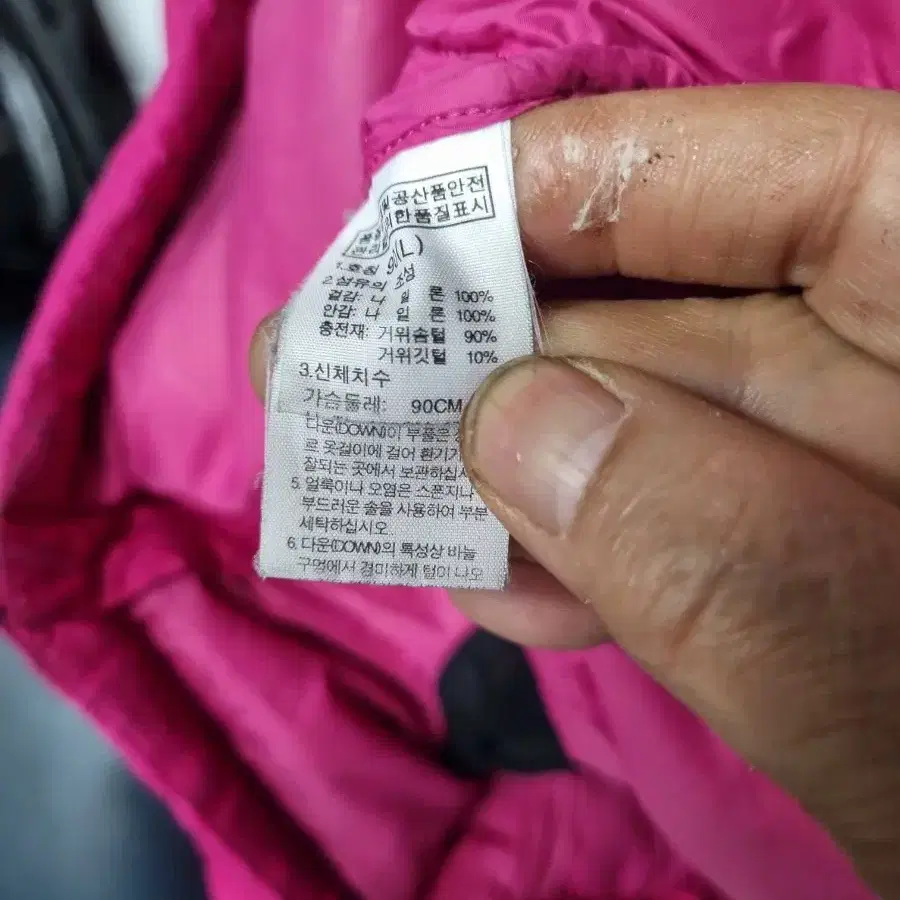 공산품안전
한품질표시
1.호칭 (L)
2.섬유의 조성
겉감: 나 일 론 100%
안감: 나 일 론 100%
충전재: 거위솜털 90%
거위깃털 10%
3.신체치수
가슴둘레: 90CM
다운(DOWN)이 부풀은
르 옷걸이에 걸어 환기가
잘되는 곳에서 보관하십시
5. 얼룩이나 오염은 스폰지나
부드러운 솔을 사용하여 부분
세탁하십시오.
6. 다운(DOWN)의 특성상 바늘
구멍에서 경미하게 털이 나오